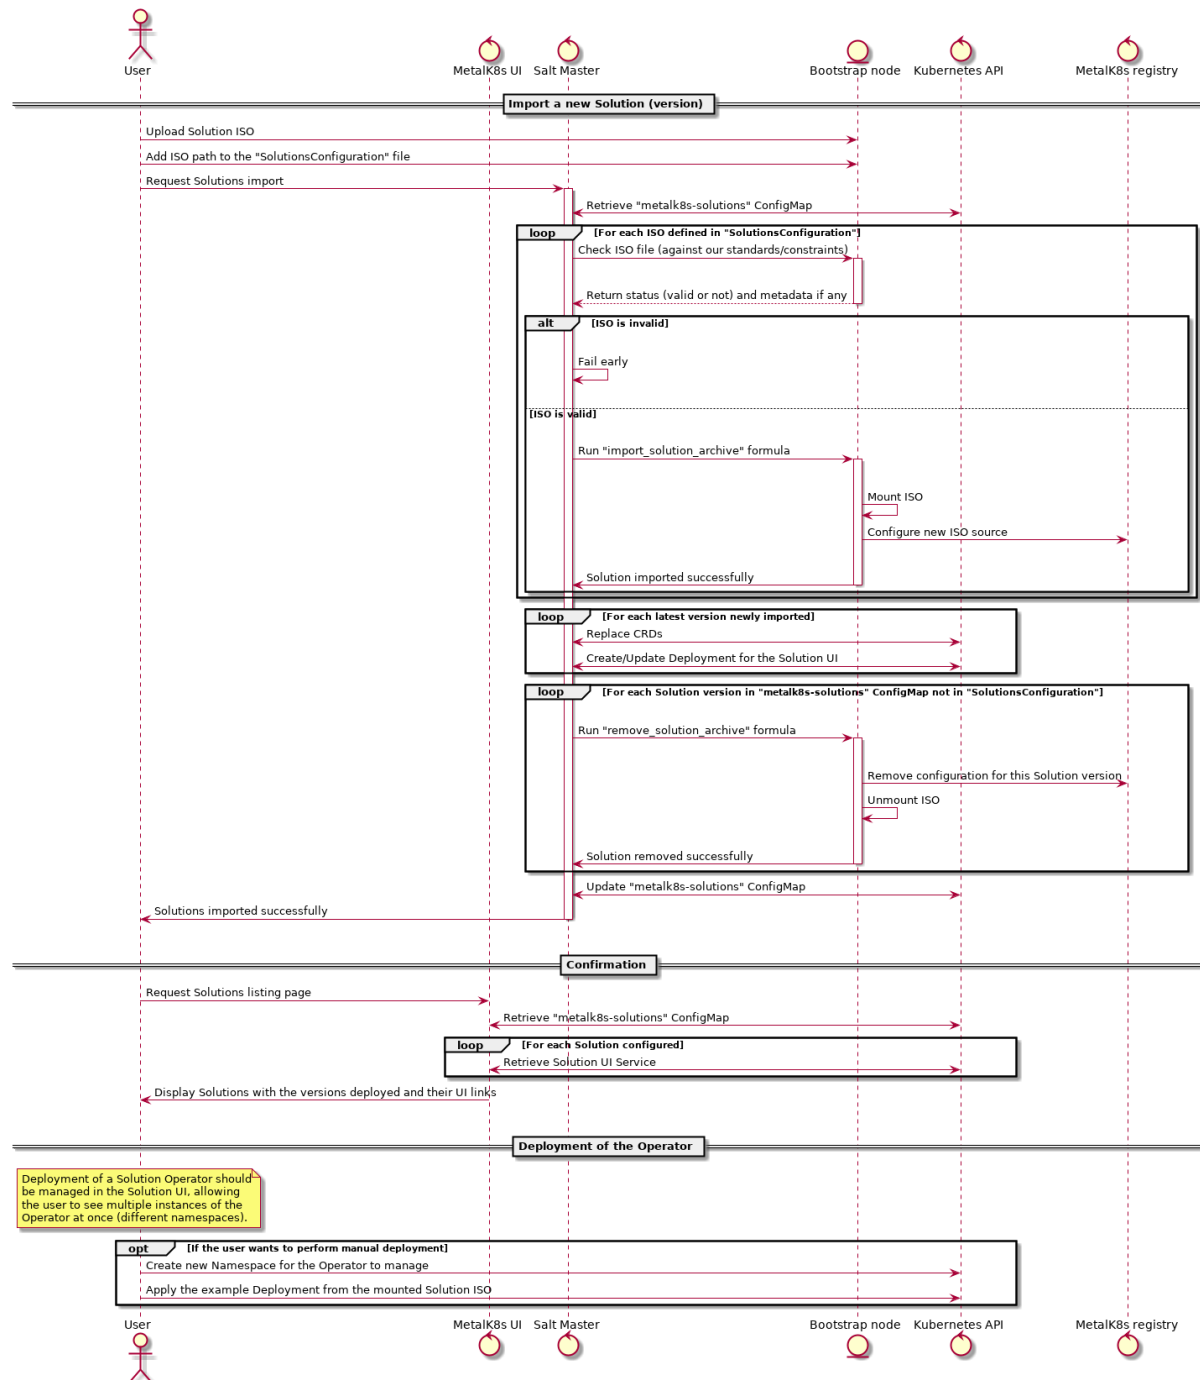 User
MetalK8s UI
Salt Master
Bootstrap node
Kubernetes API
MetalK8s registry
Import a new Solution (version)
Upload Solution ISO
Add ISO path to the "SolutionsConfiguration" file
Request Solutions import
Retrieve "metalk8s-solutions" ConfigMap
loop [For each ISO defined in "SolutionsConfiguration"]
Check ISO file (against our standards/constraints)
Return status (valid or not) and metadata if any
alt [ISO is invalid]
Fail early
[ISO is valid]
Run "import_solution_archive" formula
Mount ISO
Configure new ISO source
Solution imported successfully
loop [For each latest version newly imported]
Replace CRDs
Create/Update Deployment for the Solution UI
loop [For each Solution version in "metalk8s-solutions" ConfigMap not in "SolutionsConfiguration"]
Run "remove_solution_archive" formula
Remove configuration for this Solution version
Unmount ISO
Solution removed successfully
Update "metalk8s-solutions" ConfigMap
Solutions imported successfully
Confirmation
Request Solutions listing page
Retrieve "metalk8s-solutions" ConfigMap
loop [For each Solution configured]
Retrieve Solution UI Service
Display Solutions with the versions deployed and their UI links
Deployment of the Operator
Deployment of a Solution Operator should
be managed in the Solution UI, allowing
the user to see multiple instances of the
Operator at once (different namespaces).
opt [If the user wants to perform manual deployment]
Create new Namespace for the Operator to manage
Apply the example Deployment from the mounted Solution ISO
User
MetalK8s UI
Salt Master
Bootstrap node
Kubernetes API
MetalK8s registry